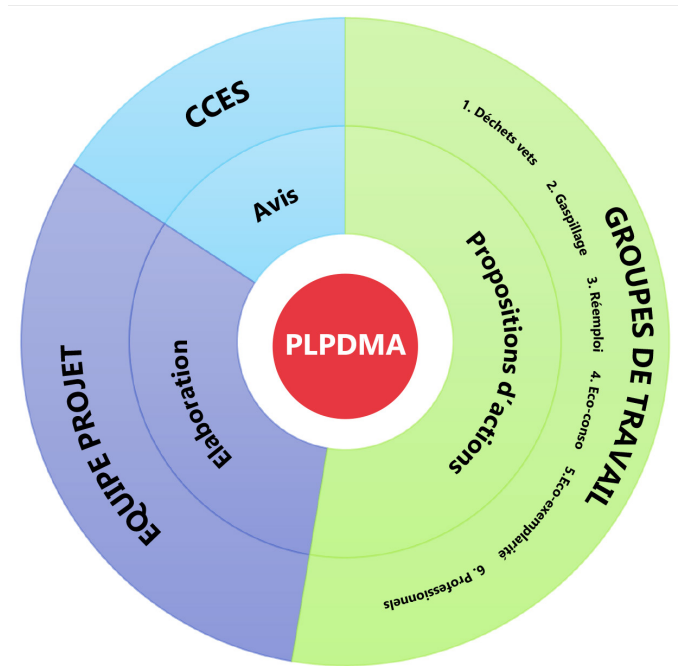 CCES
Avis
PLPDMA
EQUIPE PROJET
Elaboration
GROUPES DE TRAVAIL
Propositions d'actions
1. Déchets vets
2. Gaspillage
3. Réemploi
4. Eco-conso
5.Eco-exemplarité
6. Professionnels